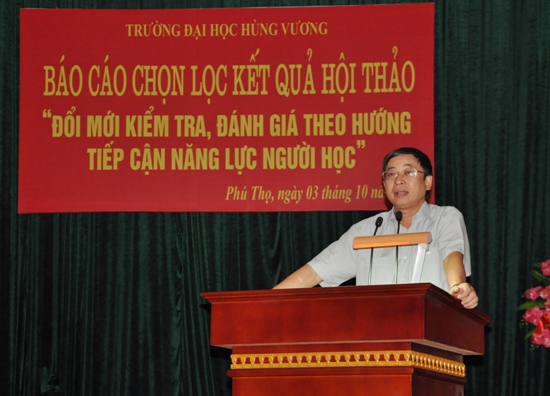 TRƯỜNG ĐẠI HỌC HÙNG VƯƠNG
BÁO CÁO CHỌN LỌC KẾT QUẢ HỘI THẢO
“ĐỔI MỚI KIỂM TRA, ĐÁNH GIÁ THEO HƯỚNG
TIẾP CẬN NĂNG LỰC NGƯỜI HỌC”
Phú Thọ, ngày 03 tháng 10